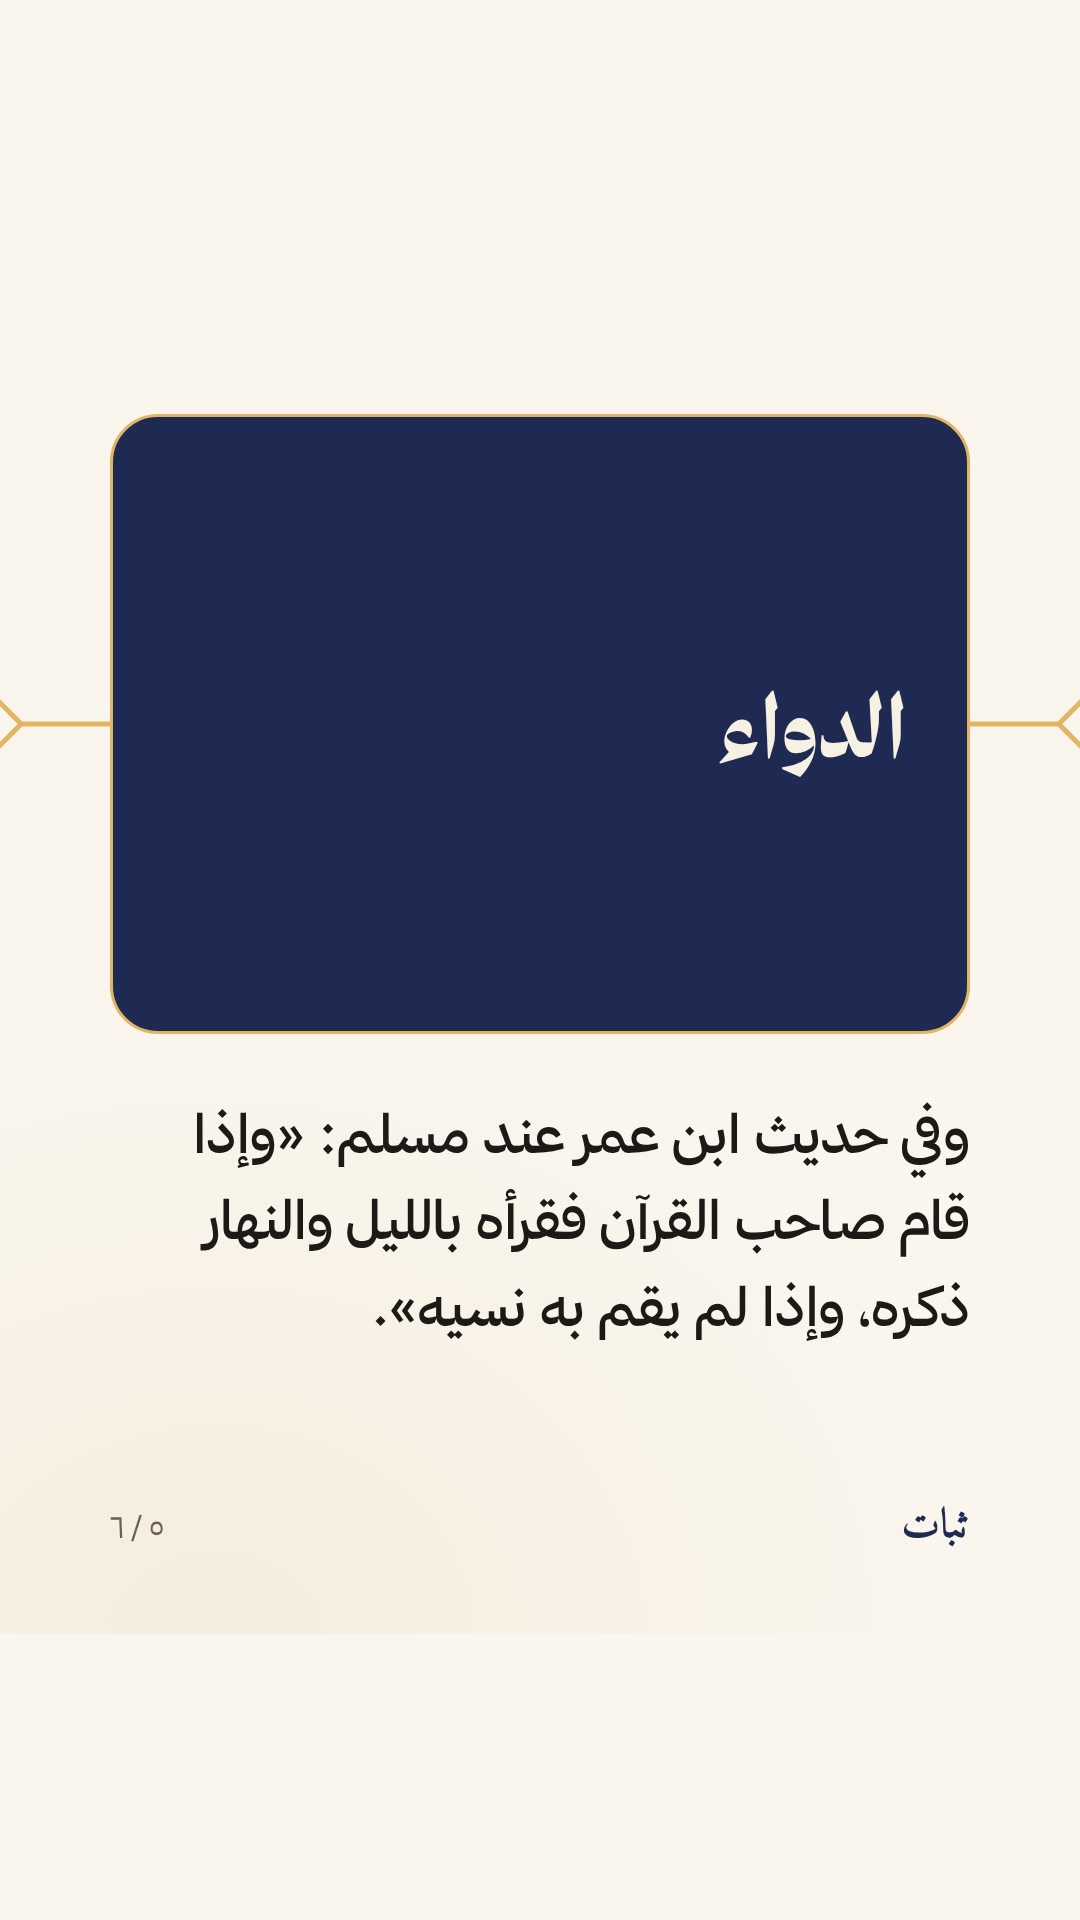 الدواء
وفي حديث ابن عمر عند مسلم: «وإذا
قام صاحب القرآن فقرأه بالليل والنهار
ذكره، وإذا لم يقم به نسيه».
ثبات
٥ / ٦